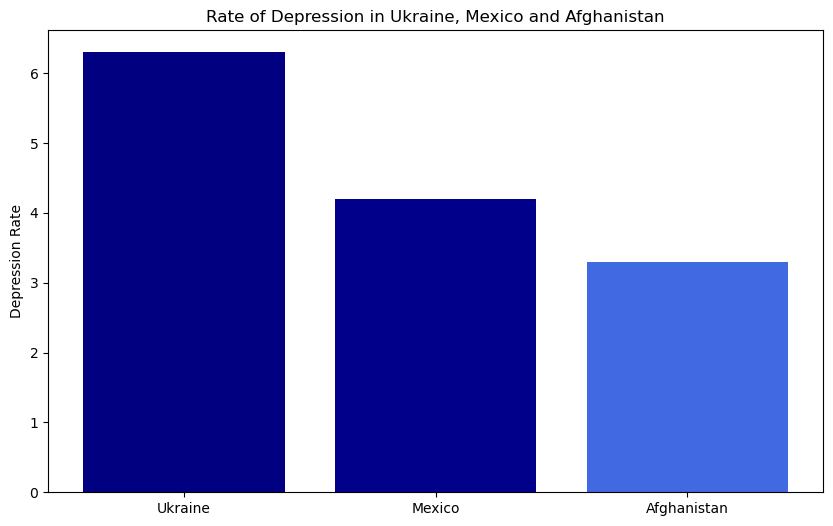 Rate of Depression in Ukraine, Mexico and Afghanistan
Depression Rate
6
5
4
3
2
1
0
Ukraine Mexico Afghanistan